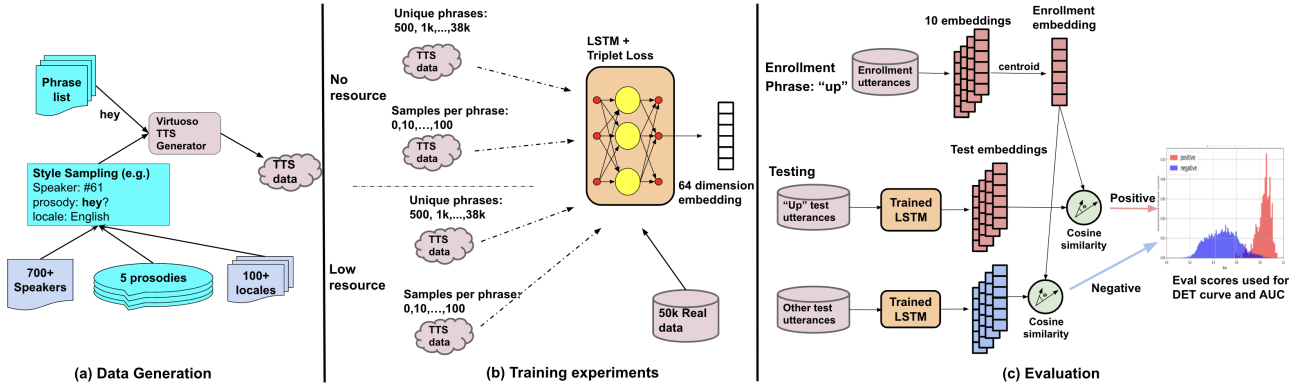 Phrase
list
hey
Virtuoso
TTS
Generator
TTS
data
Style Sampling (e.g.)
Speaker: #61
prosody: hey?
locale: English
700+
Speakers
5 prosodies
100+
locales
(a) Data Generation
Unique phrases:
500, 1k,...,38k
TTS
data
No
resource
Samples per phrase:
0,10,...,100
TTS
data
LSTM +
Triplet Loss
64 dimension
embedding
Unique phrases:
500, 1k,...,38k
TTS
data
Low
resource
Samples per phrase:
0,10,...,100
TTS
data
50k Real
data
(b) Training experiments
10 embeddings
Enrollment
embedding
Enrollment
Phrase: “up”
Enrollment
utterances
centroid
Testing
Test embeddings
“Up” test
utterances
Trained
LSTM
Cosine
similarity
Positive
Other test
utterances
Trained
LSTM
Cosine
similarity
Negative
positive
negative
Eval scores used for
DET curve and AUC
(c) Evaluation